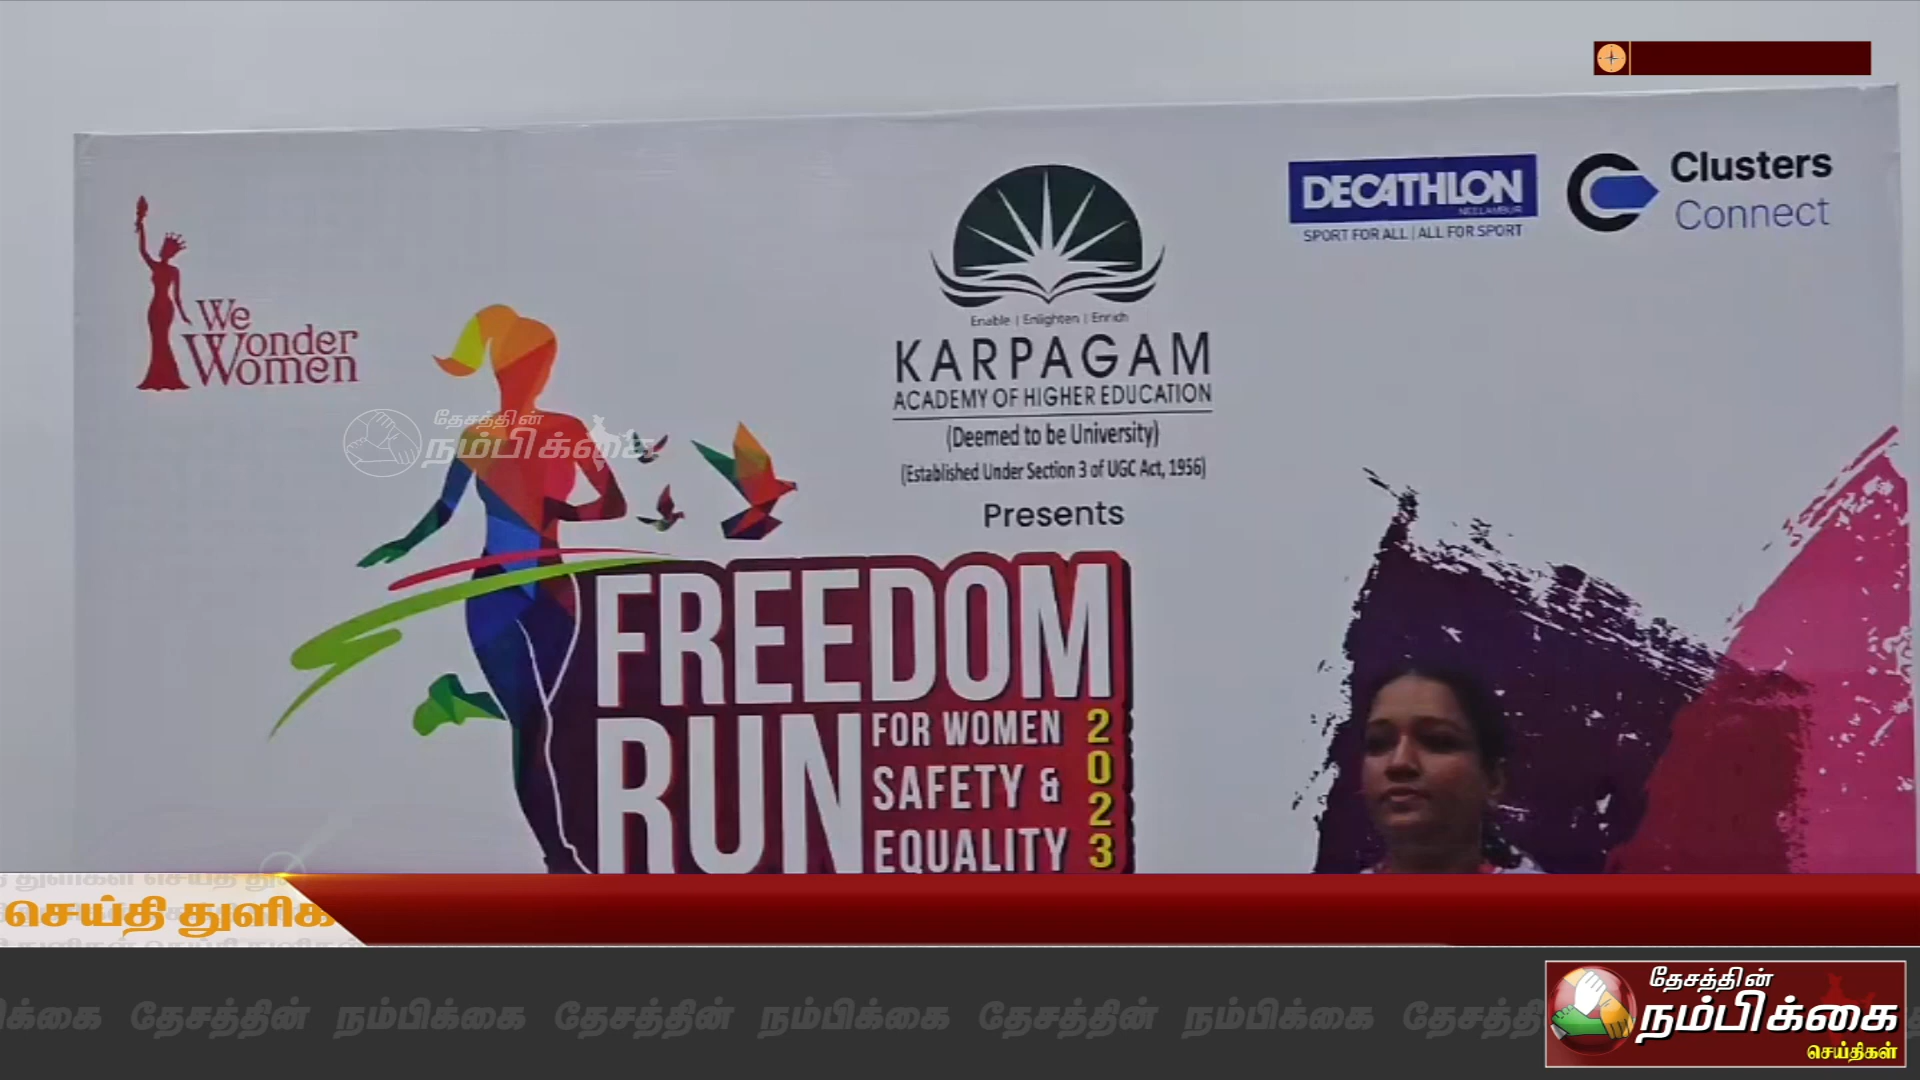 We
Wonder
Women
Enable | Enlighten | Enrich
KARPAGAM
ACADEMY OF HIGHER EDUCATION
(Deemed to be University)
(Established Under Section 3 of UGC Act, 1956)
Presents
DECATHLON
NEELAMBUR
SPORT FOR ALL | ALL FOR SPORT
Clusters
Connect
தேசத்தின்
நம்பிக்கை
FREEDOM
RUN
FOR WOMEN
SAFETY &
EQUALITY
2023
செய்தி துளிக
தேசத்தின் நம்பிக்கை தேசத்தின் நம்பிக்கை தேசத்தின் நம்பிக்கை
தேசத்தின்
நம்பிக்கை
செய்திகள்